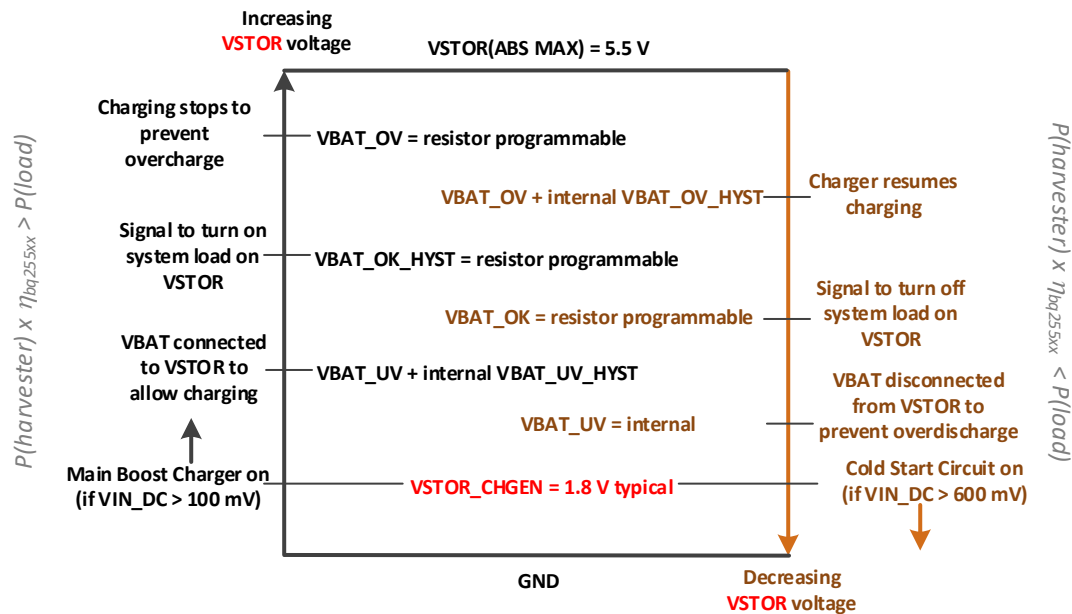 Increasing
VSTOR voltage
VSTOR(ABS MAX) = 5.5 V
Charging stops to
prevent
overcharge
VBAT_OV = resistor programmable
VBAT_OV + internal VBAT_OV_HYST
Charger resumes
charging
Signal to turn on
system load on
VSTOR
VBAT_OK_HYST = resistor programmable
VBAT_OK = resistor programmable
Signal to turn off
system load on
VSTOR
VBAT connected
to VSTOR to
allow charging
VBAT_UV + internal VBAT_UV_HYST
VBAT_UV = internal
VBAT disconnected
from VSTOR to
prevent overdischarge
Main Boost Charger on
(if VIN_DC > 100 mV)
VSTOR_CHGEN = 1.8 V typical
Cold Start Circuit on
(if VIN_DC > 600 mV)
GND
Decreasing
VSTOR voltage
P(harvester) x ηbq255xx > P(load)
P(harvester) x ηbq255xx < P(load)